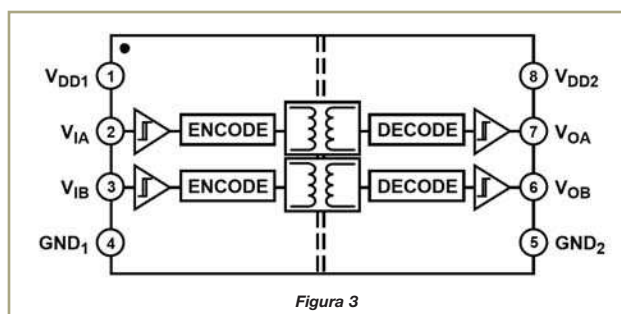 VDD1 1 8 VDD2
VIA 2 ENCODE DECODE 7 VOA
VIB 3 ENCODE DECODE 6 VOB
GND1 4 5 GND2
Figura 3